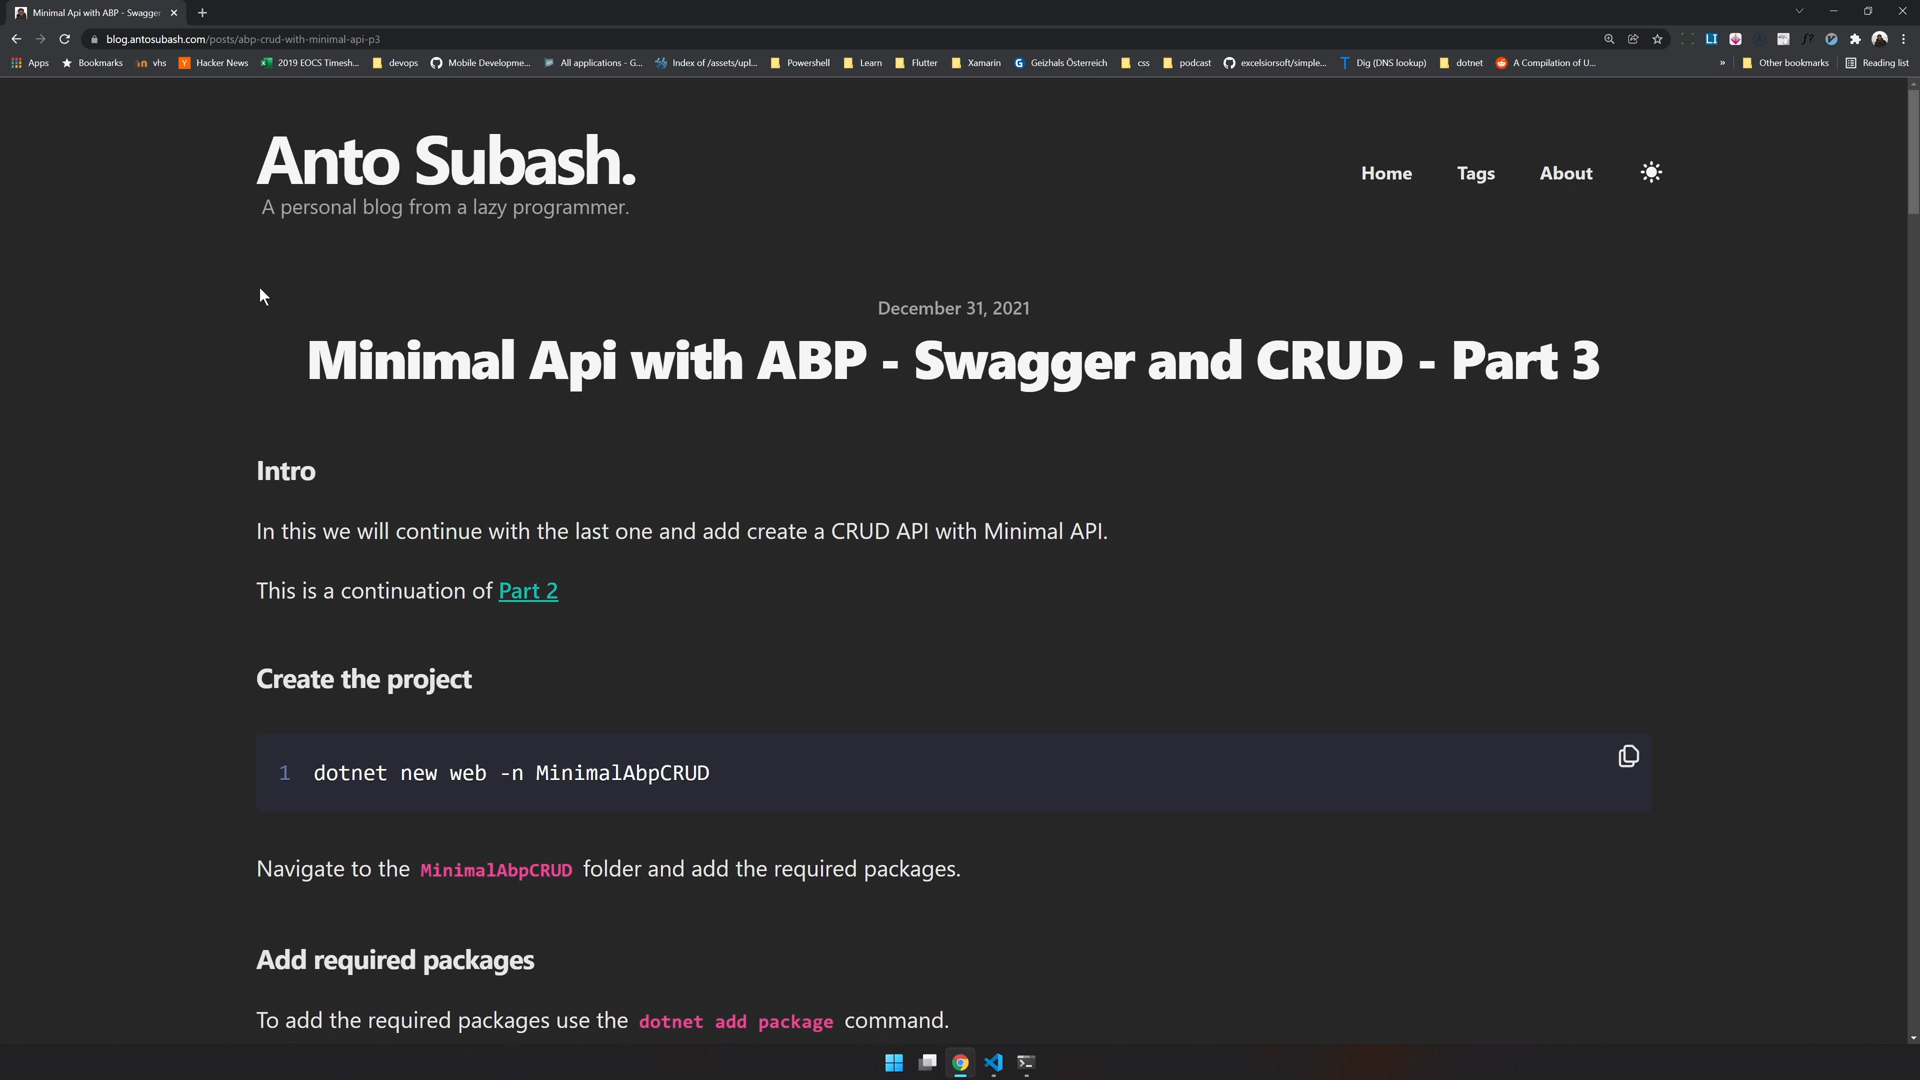 Minimal Api with ABP - Swagger
blog.antosubash.com/posts/abp-crud-with-minimal-api-p3
Apps
Bookmarks
vhs
Hacker News
2019 EOCS Timesh...
devops
Mobile Developme...
All applications - G...
Index of /assets/upl...
Powershell
Learn
Flutter
Xamarin
Geizhals Österreich
css
podcast
excelsiorsoft/simple...
Dig (DNS lookup)
dotnet
A Compilation of U...
»
Other bookmarks
Reading list
Anto Subash.
A personal blog from a lazy programmer.
Home
Tags
About
December 31, 2021
Minimal Api with ABP - Swagger and CRUD - Part 3
Intro
In this we will continue with the last one and add create a CRUD API with Minimal API.
This is a continuation of Part 2
Create the project
1 dotnet new web -n MinimalAbpCRUD
Navigate to the MinimalAbpCRUD folder and add the required packages.
Add required packages
To add the required packages use the dotnet add package command.